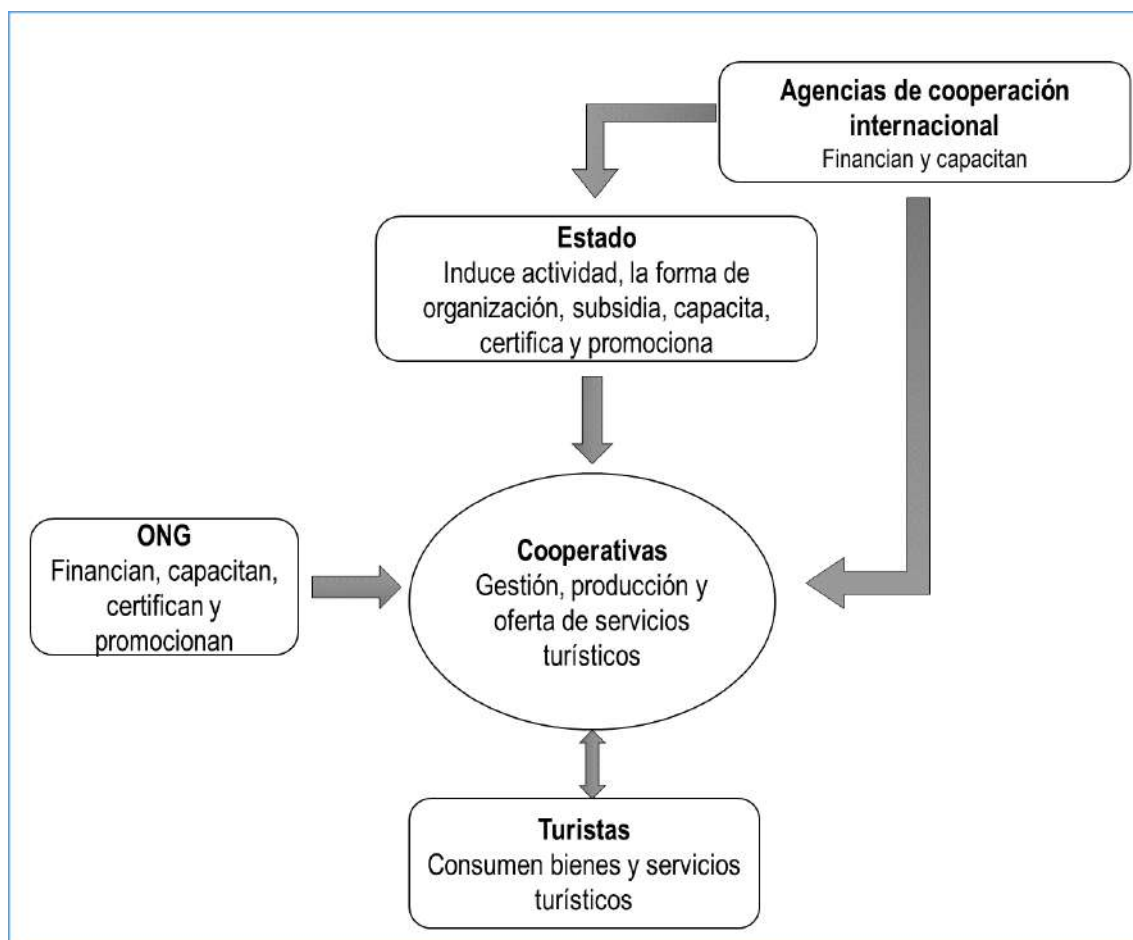 Agencias de cooperación
internacional
Financian y capacitan
Estado
Induce actividad, la forma de
organización, subsidia, capacita,
certifica y promociona
ONG
Financian, capacitan,
certifican y
promocionan
Cooperativas
Gestión, producción y
oferta de servicios
turísticos
Turistas
Consumen bienes y servicios
turísticos